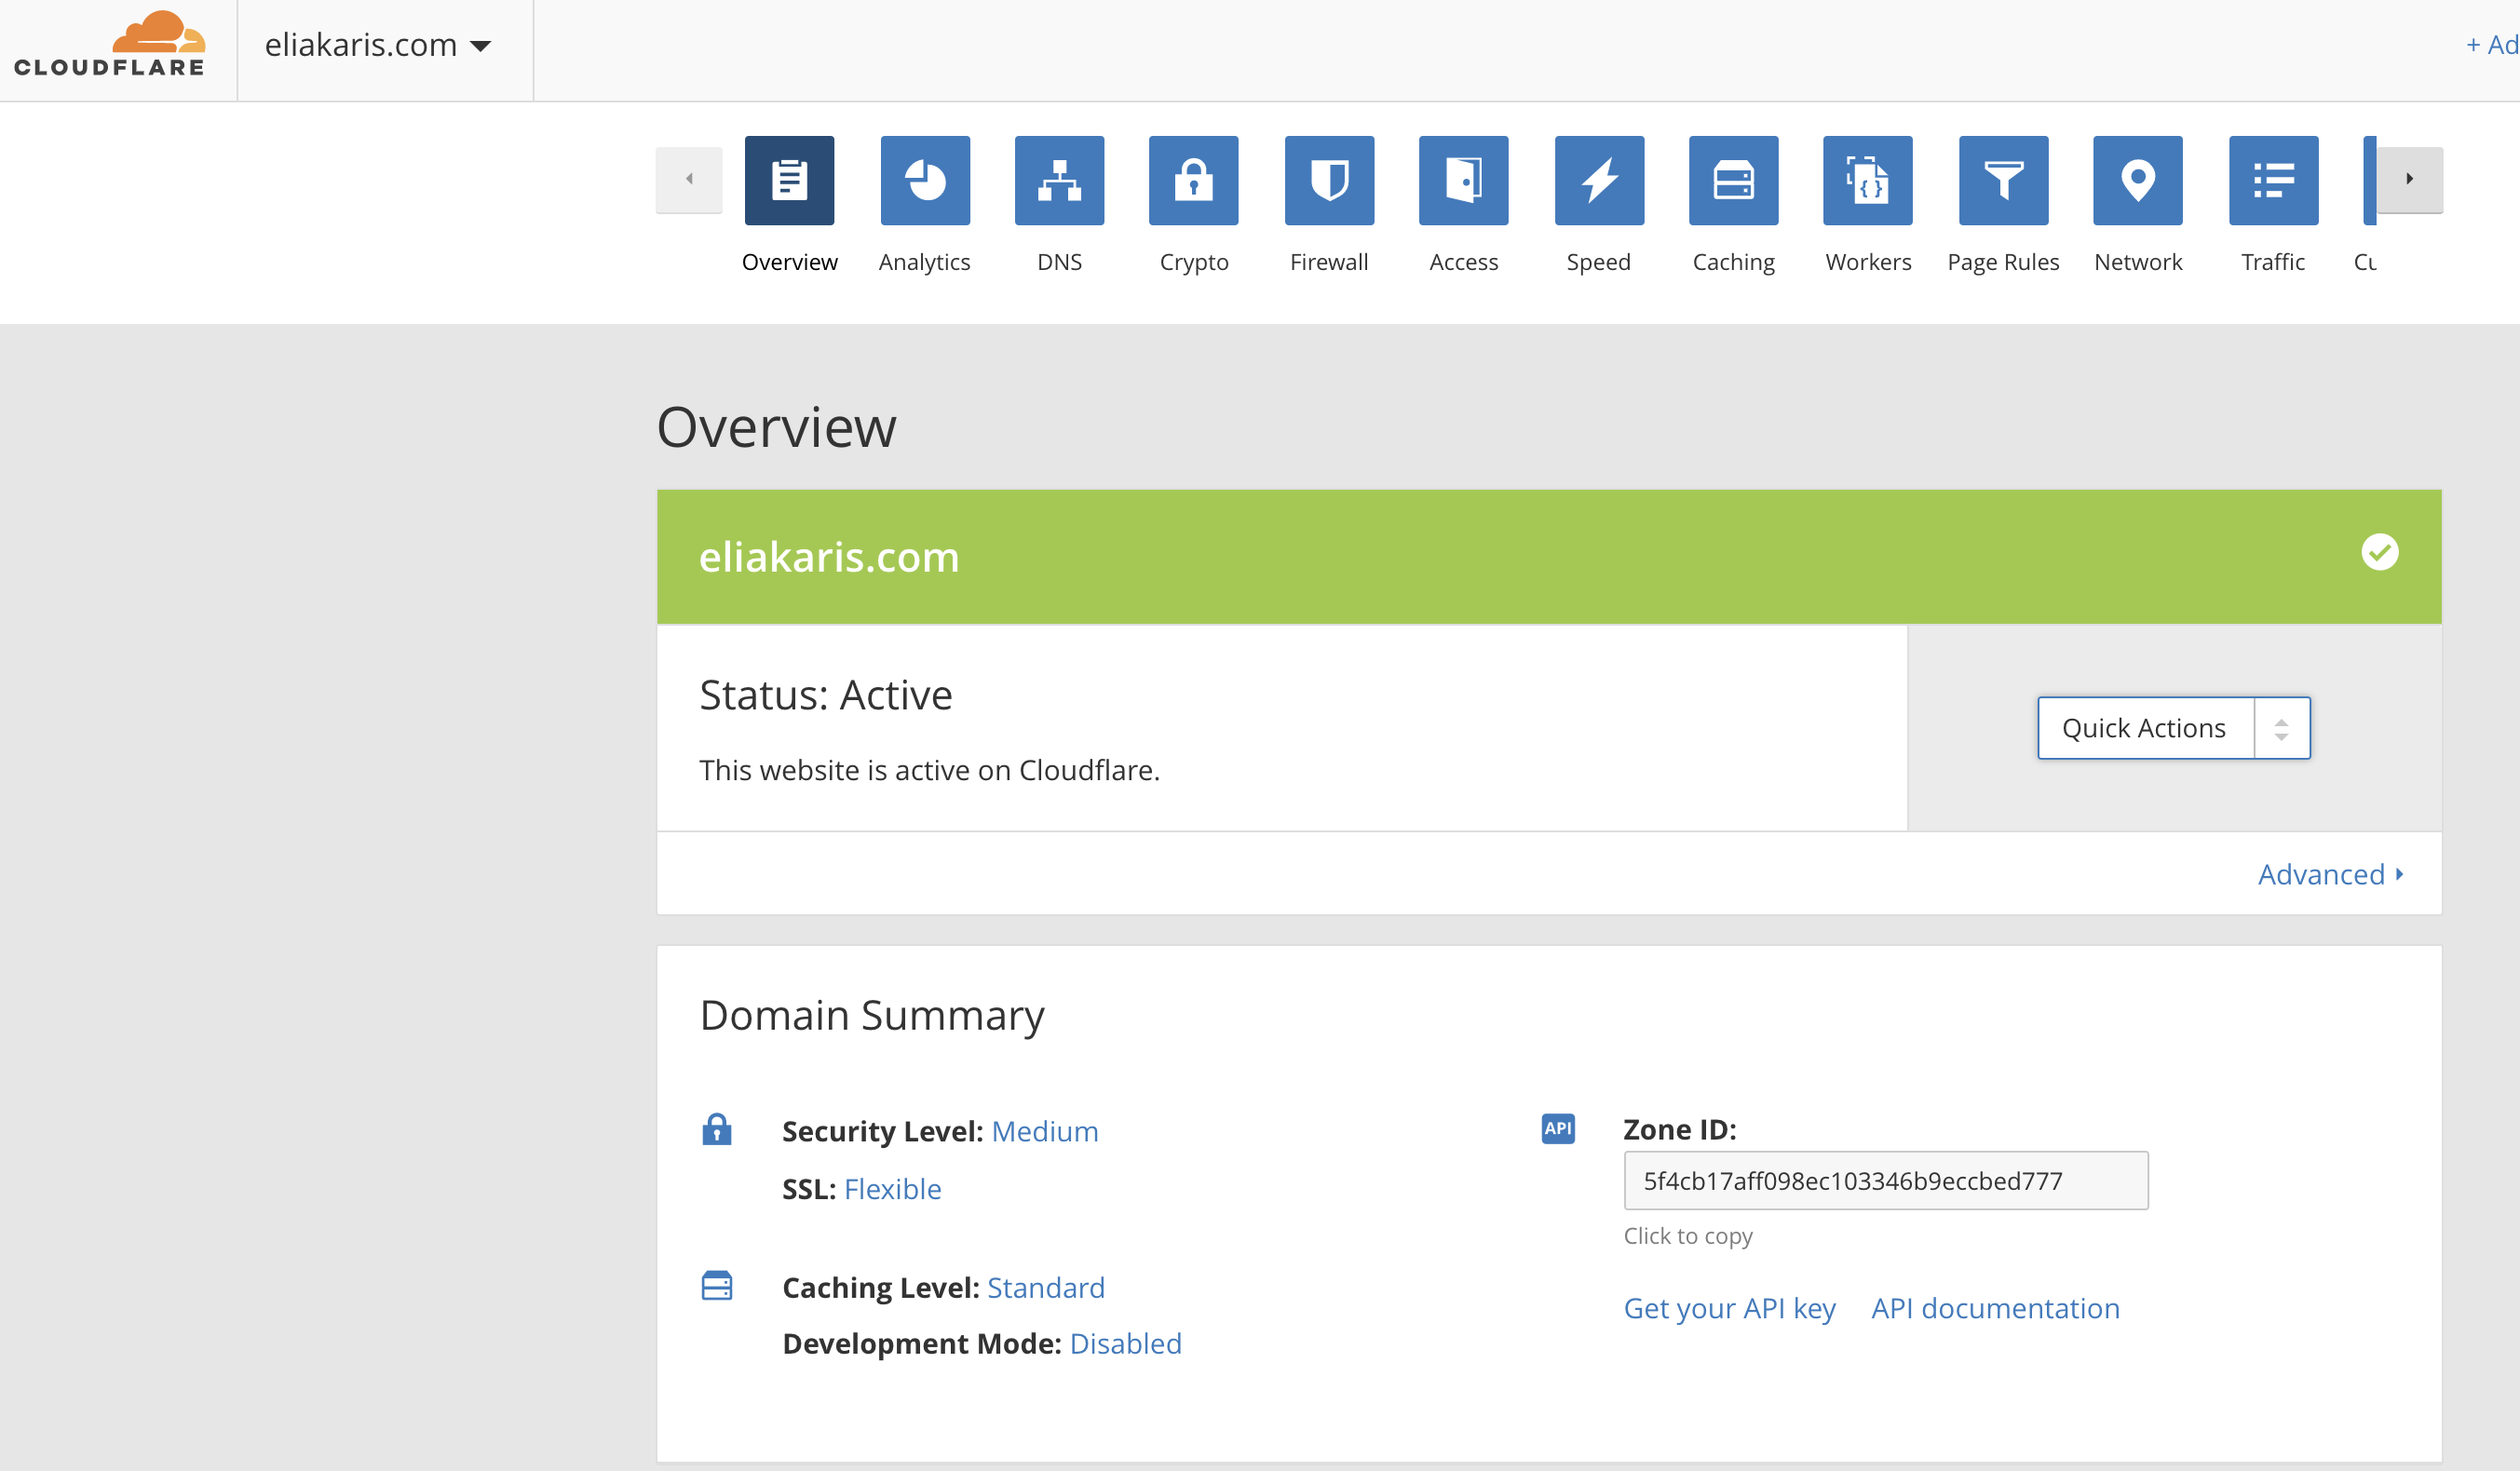 CLOUDFLARE
eliakaris.com
+ Ad
Overview
Analytics
DNS
Crypto
Firewall
Access
Speed
Caching
Workers
Page Rules
Network
Traffic
Cu
Overview
eliakaris.com
Status: Active
This website is active on Cloudflare.
Quick Actions
Advanced
Domain Summary
Security Level: Medium
SSL: Flexible
Caching Level: Standard
Development Mode: Disabled
API
Zone ID:
5f4cb17aff098ec103346b9eccbed777
Click to copy
Get your API key
API documentation